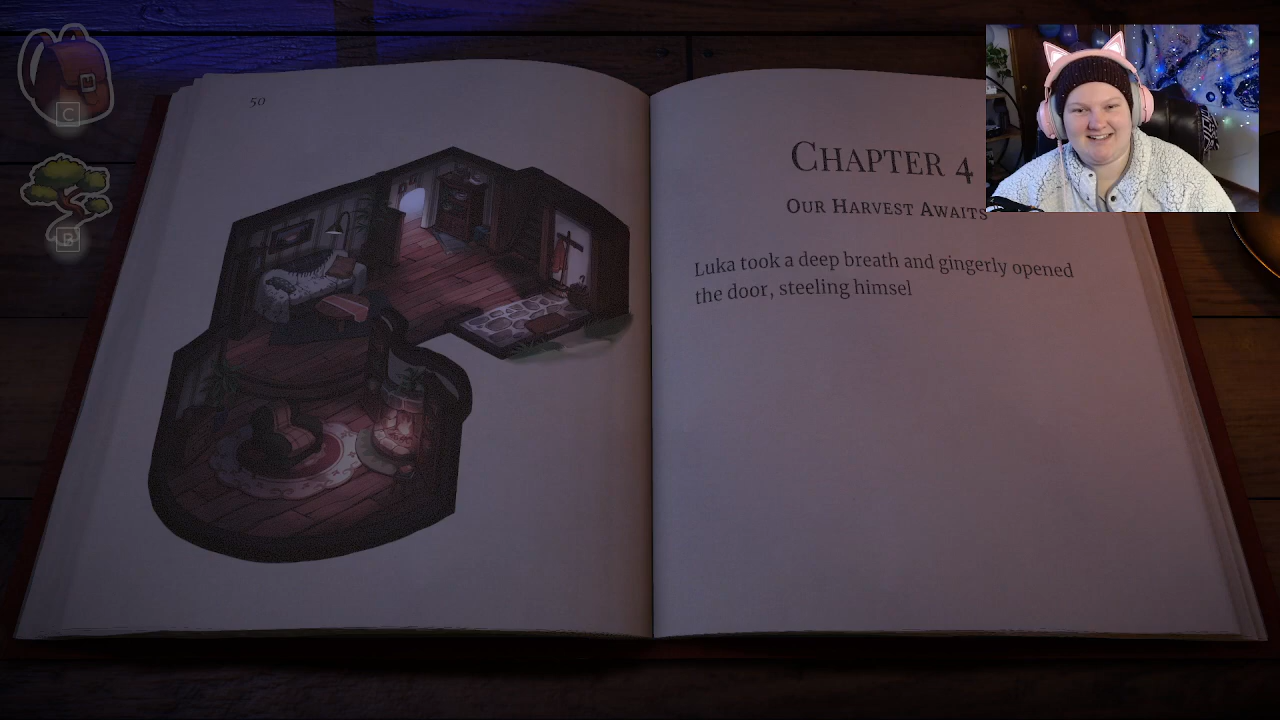 C
R
50
Chapter 4
Our Harvest Awaits
Luka took a deep breath and gingerly opened
the door, steeling himsel